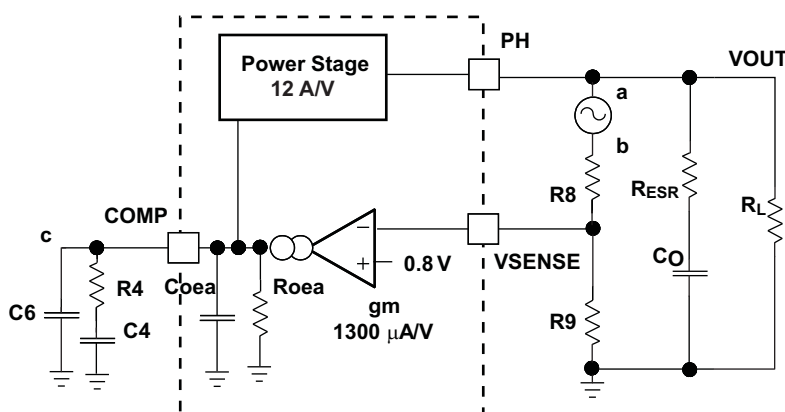 PH
VOUT
Power Stage
12 A/V
a
b
R8
RESR
RL
COMP
c
VSENSE
0.8 V
R4
Coea
Roea
CO
C6
C4
gm
1300 μA/V
R9
−
+